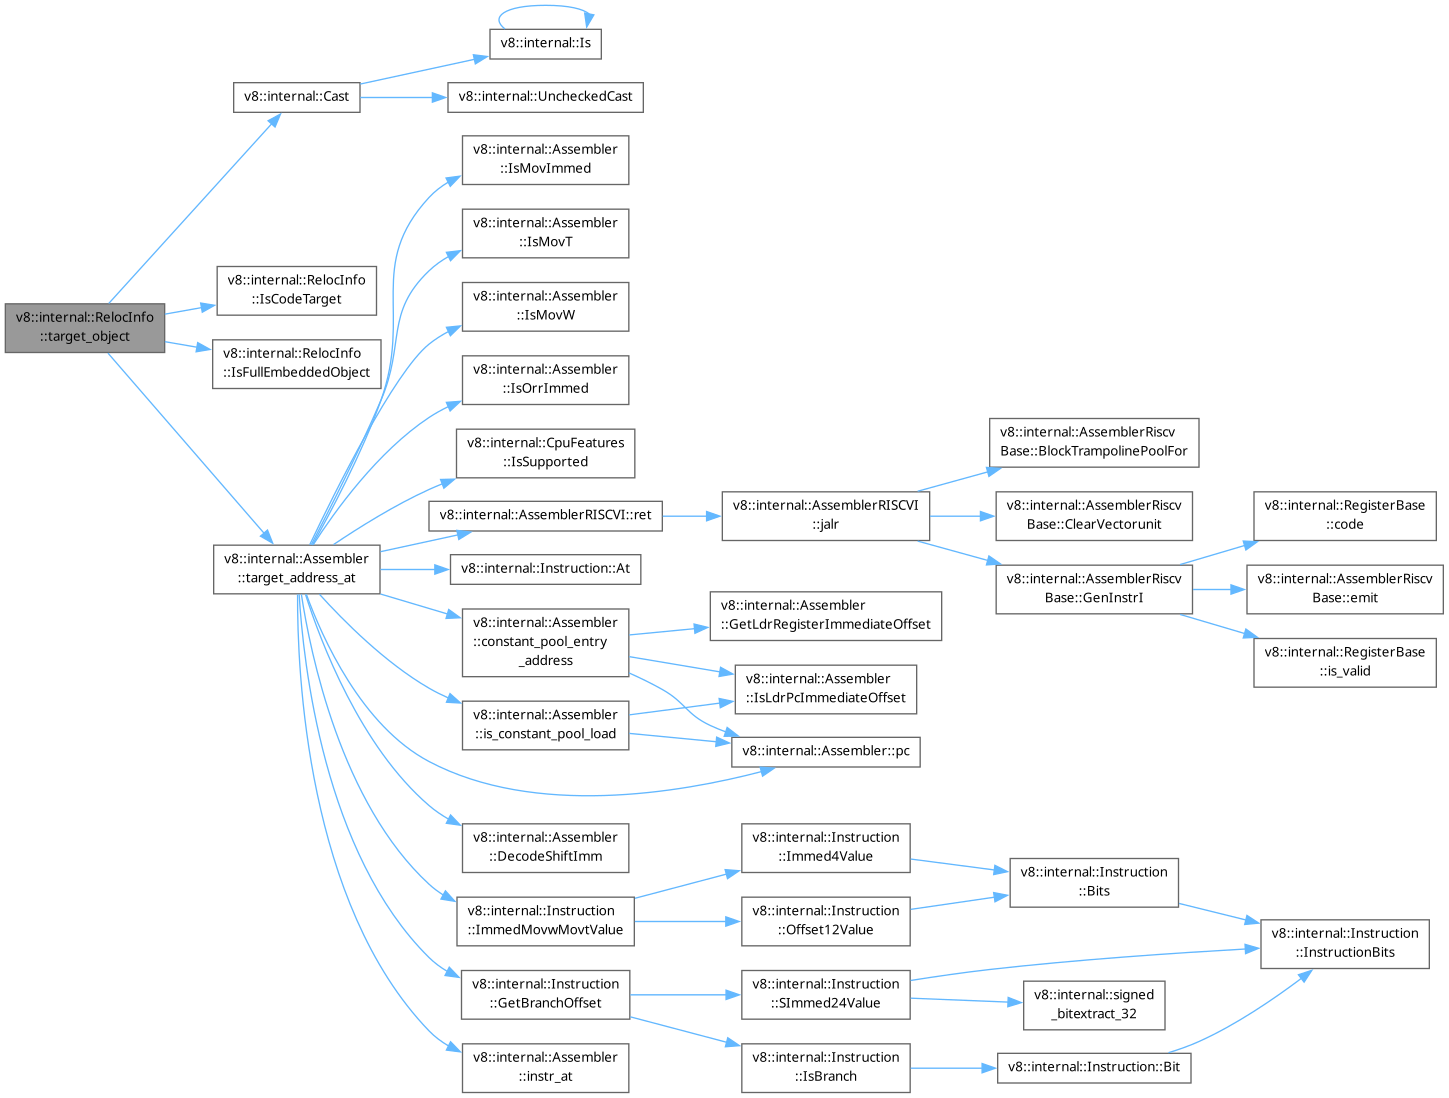 v8::internal::Is
v8::internal::Cast
v8::internal::UncheckedCast
v8::internal::Assembler
::IsMovImmed
v8::internal::Assembler
::IsMovT
v8::internal::RelocInfo
::IsCodeTarget
v8::internal::Assembler
::IsMovW
v8::internal::RelocInfo
::target_object
v8::internal::RelocInfo
::IsFullEmbeddedObject
v8::internal::Assembler
::IsOrrImmed
v8::internal::CpuFeatures
::IsSupported
v8::internal::AssemblerRiscv
Base::BlockTrampolinePoolFor
v8::internal::AssemblerRISCVI::ret
v8::internal::AssemblerRISCVI
::jalr
v8::internal::AssemblerRiscv
Base::ClearVectorunit
v8::internal::RegisterBase
::code
v8::internal::Assembler
::target_address_at
v8::internal::Instruction::At
v8::internal::AssemblerRiscv
Base::GenInstrI
v8::internal::AssemblerRiscv
Base::emit
v8::internal::Assembler
::constant_pool_entry
_address
v8::internal::Assembler
::GetLdrRegisterImmediateOffset
v8::internal::RegisterBase
::is_valid
v8::internal::Assembler
::IsLdrPcImmediateOffset
v8::internal::Assembler
::is_constant_pool_load
v8::internal::Assembler::pc
v8::internal::Assembler
::DecodeShiftImm
v8::internal::Instruction
::Immed4Value
v8::internal::Instruction
::Bits
v8::internal::Instruction
::ImmedMovwMovtValue
v8::internal::Instruction
::Offset12Value
v8::internal::Instruction
::InstructionBits
v8::internal::Instruction
::GetBranchOffset
v8::internal::Instruction
::SImmed24Value
v8::internal::signed
_bitextract_32
v8::internal::Assembler
::instr_at
v8::internal::Instruction
::IsBranch
v8::internal::Instruction::Bit